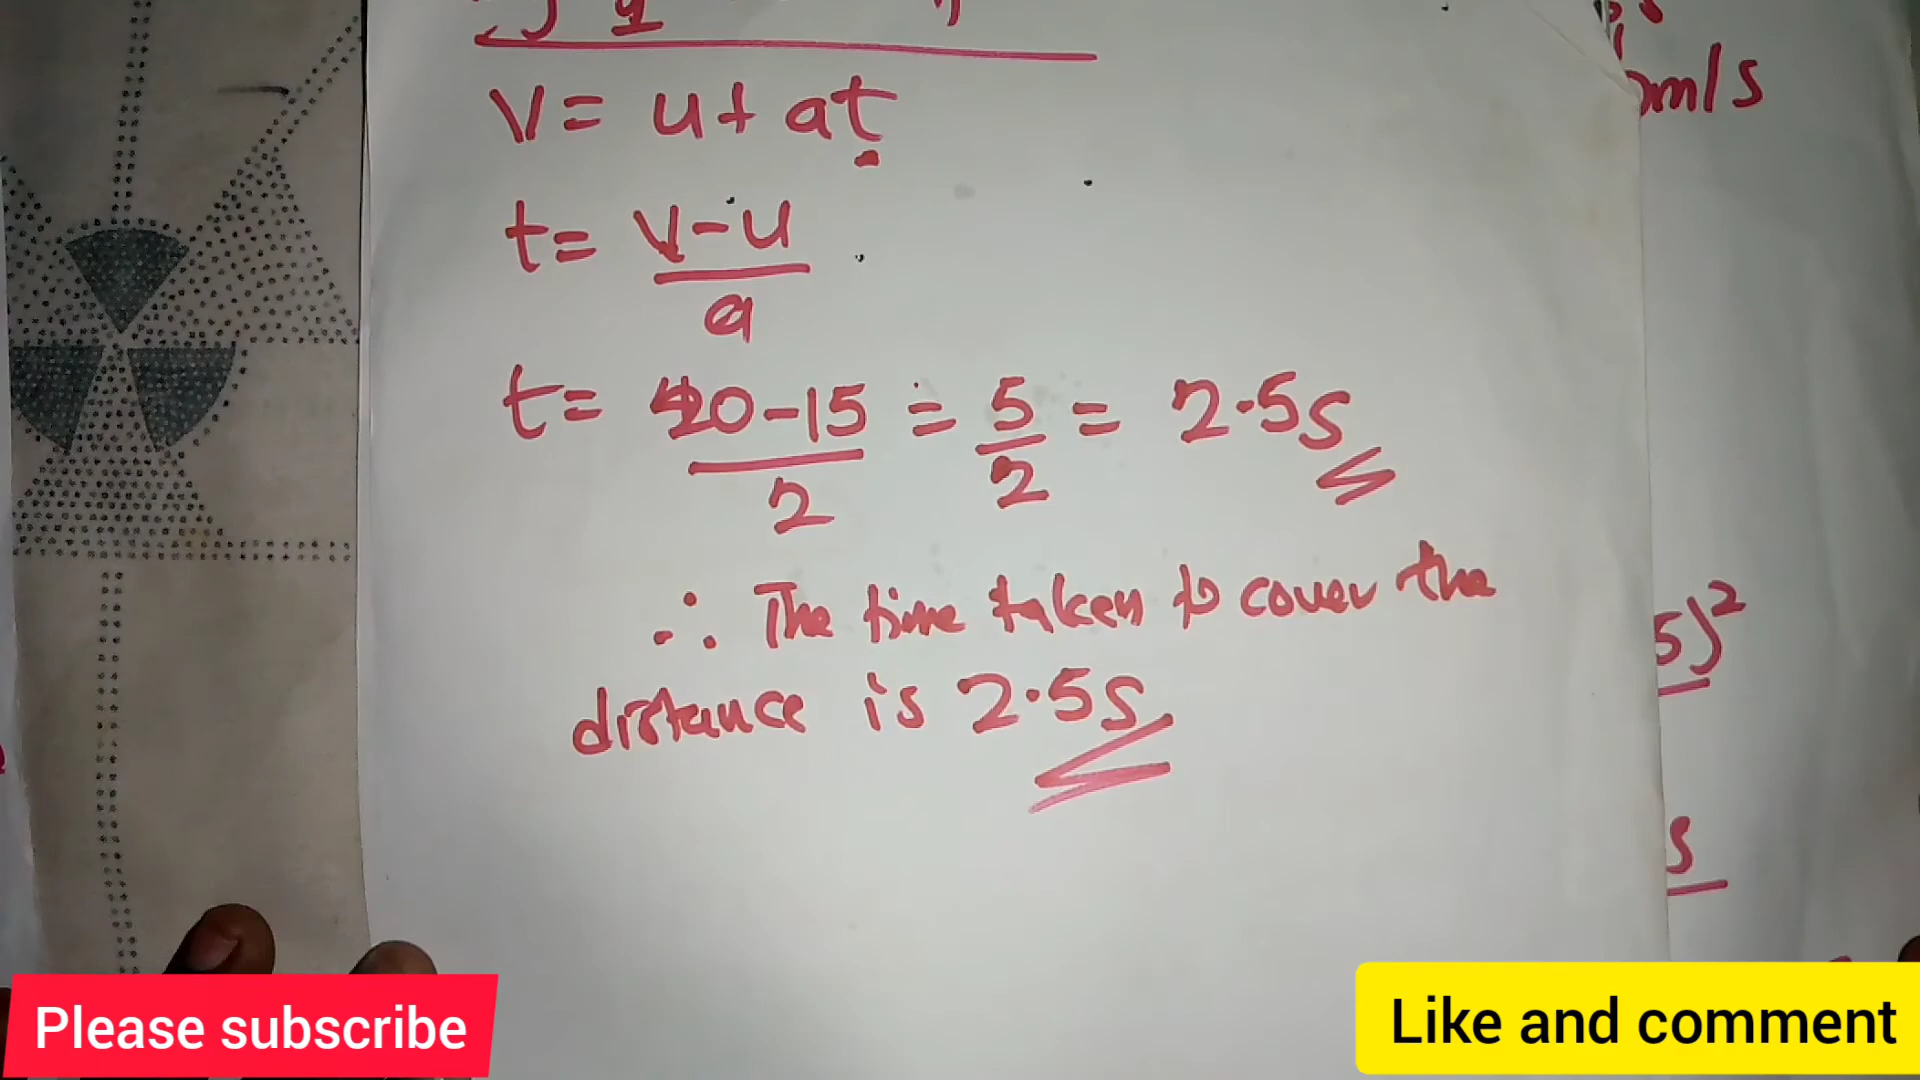 V = u + at
t = V-u
a
t = 20-15 = 5 = 2.5s
2 2
∴ The time taken to cover the
distance is 2.5s
m/s
5)²
s
Please subscribe
Like and comment